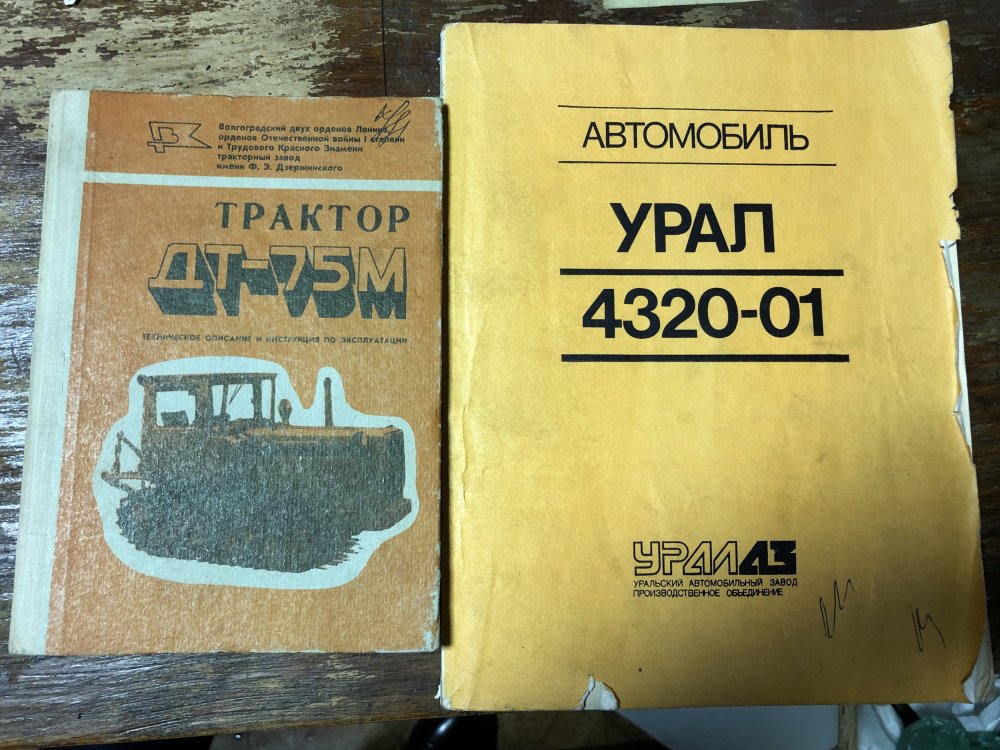 Волгоградский двух орденов Ленина,
орденов Отечественной войны I степени
и Трудового Красного Знамени
тракторный завод
имени Ф. Э. Дзержинского
ТРАКТОР
ДТ-75М
ТЕХНИЧЕСКОЕ ОПИСАНИЕ И ИНСТРУКЦИЯ ПО ЭКСПЛУАТАЦИИ
АВТОМОБИЛЬ
УРАЛ
4320-01
УРАЛАЗ
УРАЛЬСКИЙ АВТОМОБИЛЬНЫЙ ЗАВОД
ПРОИЗВОДСТВЕННОЕ ОБЪЕДИНЕНИЕ